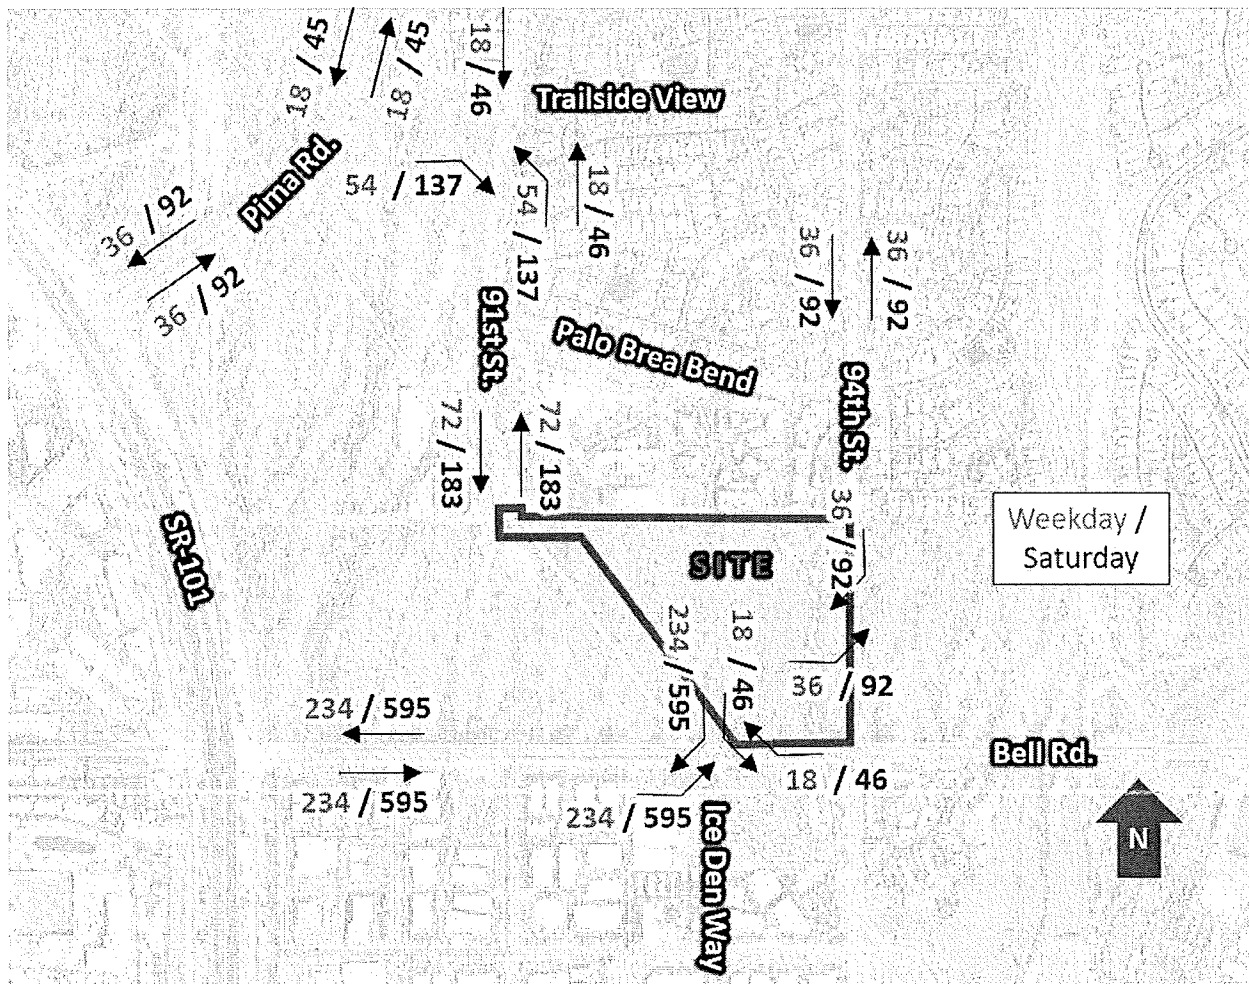 18 / 45
18 / 45
18 / 46
Trailside View
Pima Rd.
54 / 137
54 / 137
18 / 46
36 / 92
36 / 92
36 / 92
36 / 92
91st St.
Palo Brea Bend
94th St.
72 / 183
72 / 183
36 / 92
Weekday /
Saturday
SR-101
SITE
234 / 595
18 / 46
36 / 92
234 / 595
Bell Rd.
18 / 46
234 / 595
234 / 595
Ice Den Way
N